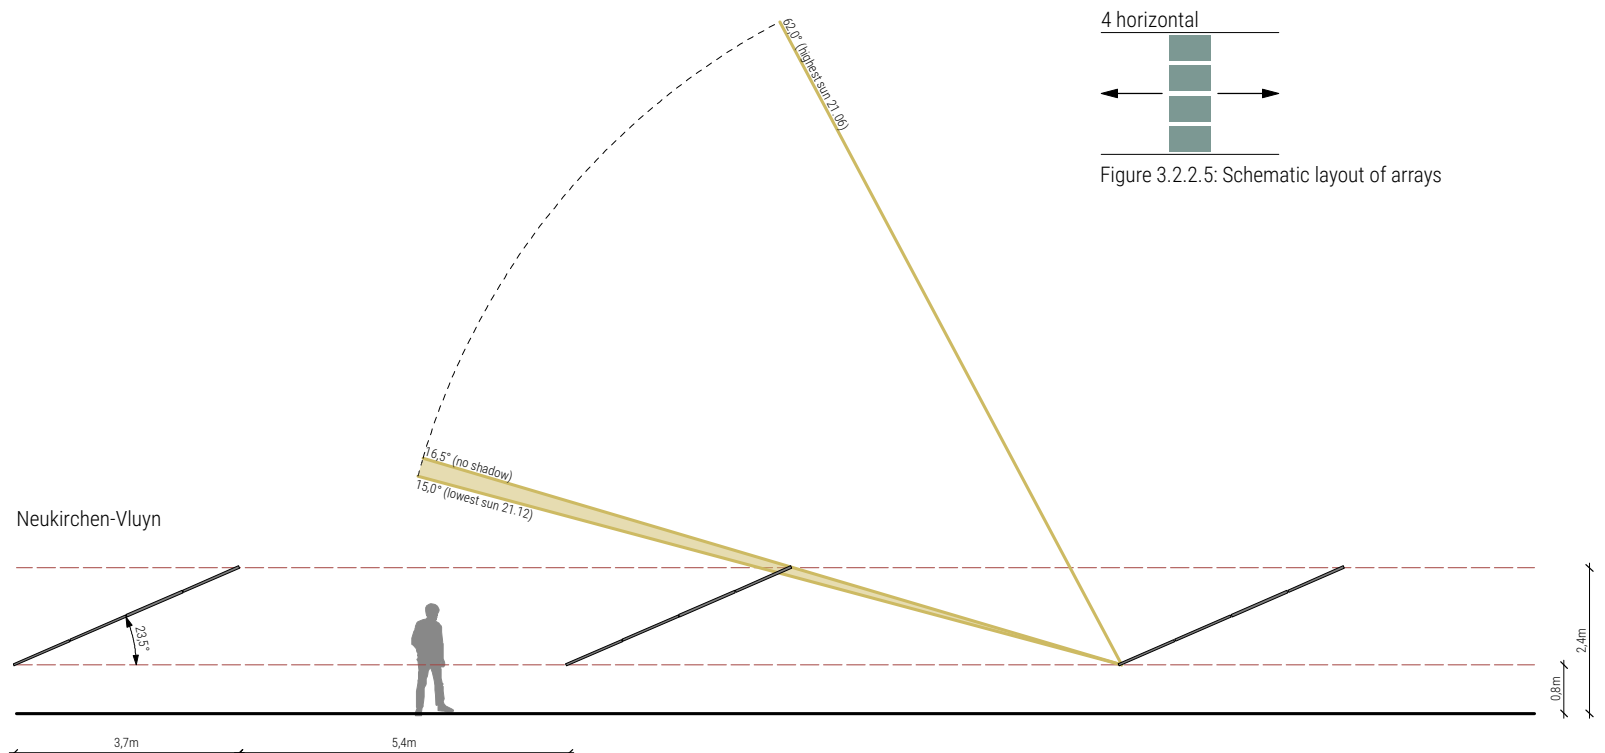 4 horizontal
Figure 3.2.2.5: Schematic layout of arrays
62,0° (highest sun 21.06)
16,5° (no shadow)
15,0° (lowest sun 21.12)
Neukirchen-Vluyn
23,5°
2,4m
0,8m
3,7m
5,4m